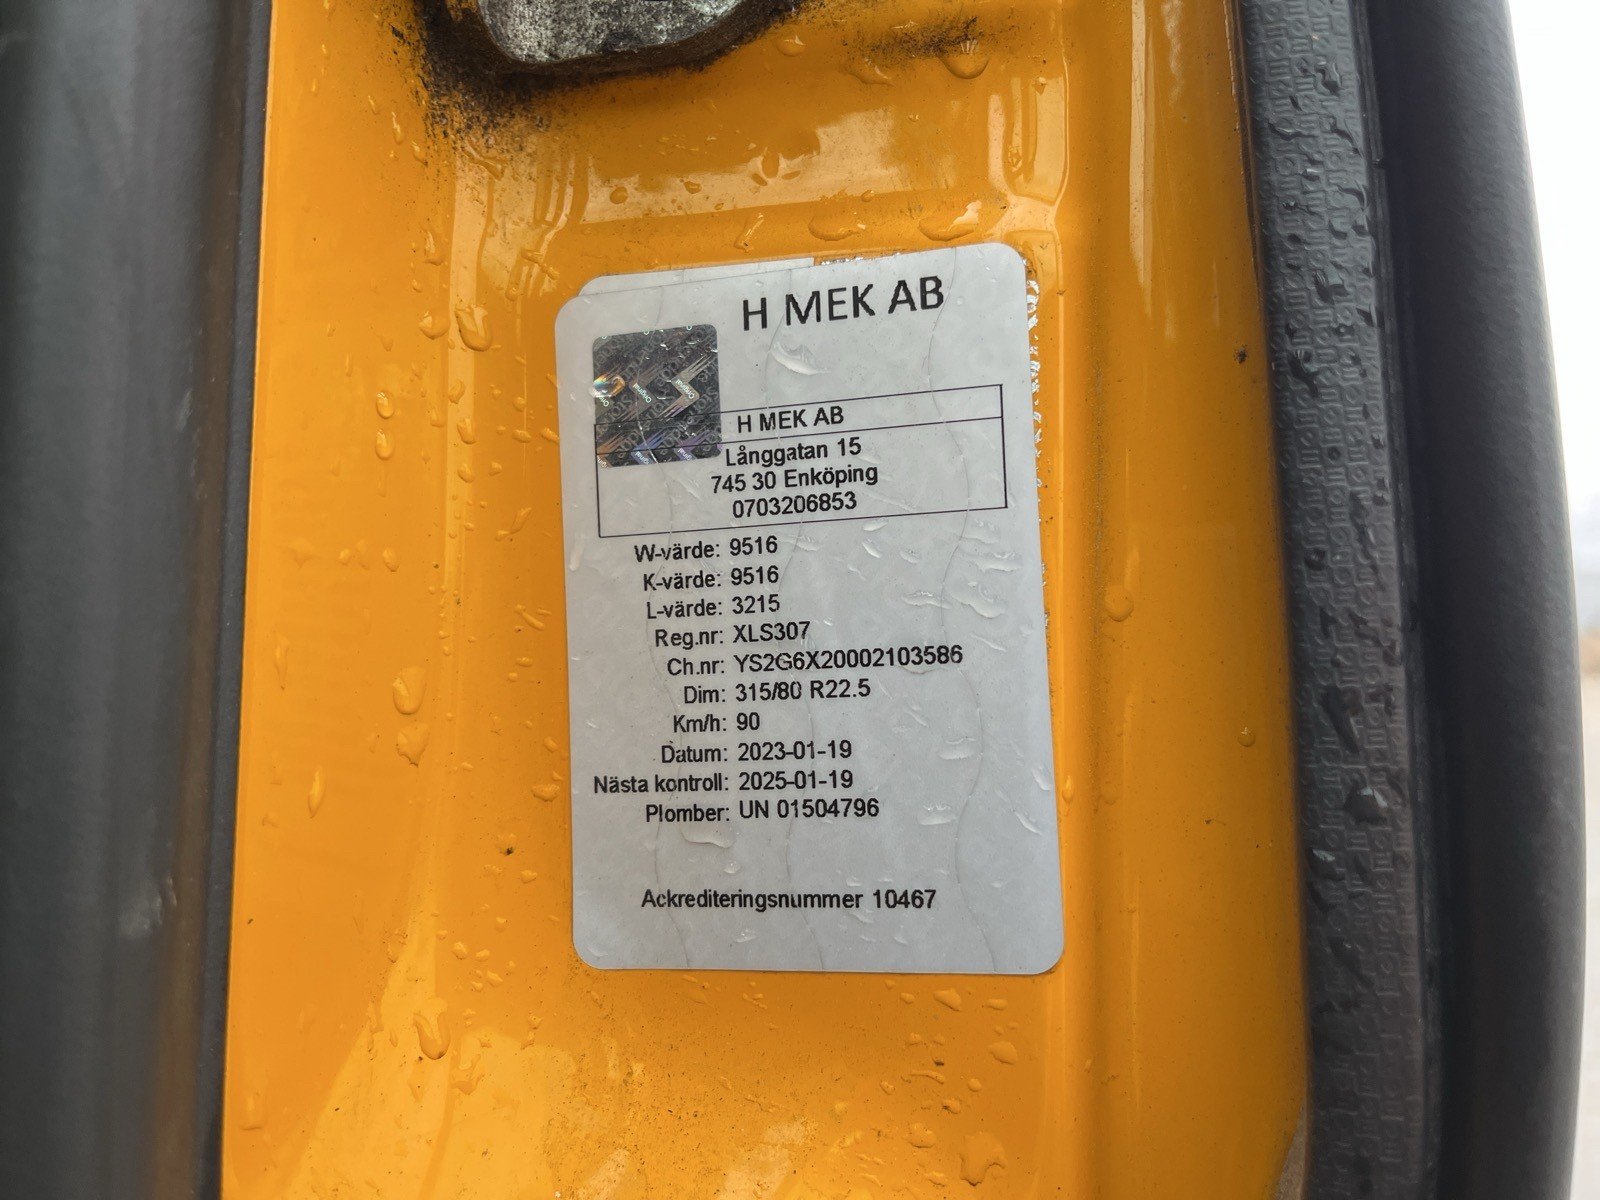 H MEK AB
H MEK AB
Långgatan 15
745 30 Enköping
0703206853
W-värde: 9516
K-värde: 9516
L-värde: 3215
Reg.nr: XLS307
Ch.nr: YS2G6X20002103586
Dim: 315/80 R22.5
Km/h: 90
Datum: 2023-01-19
Nästa kontroll: 2025-01-19
Plomber: UN 01504796
Ackrediteringsnummer 10467